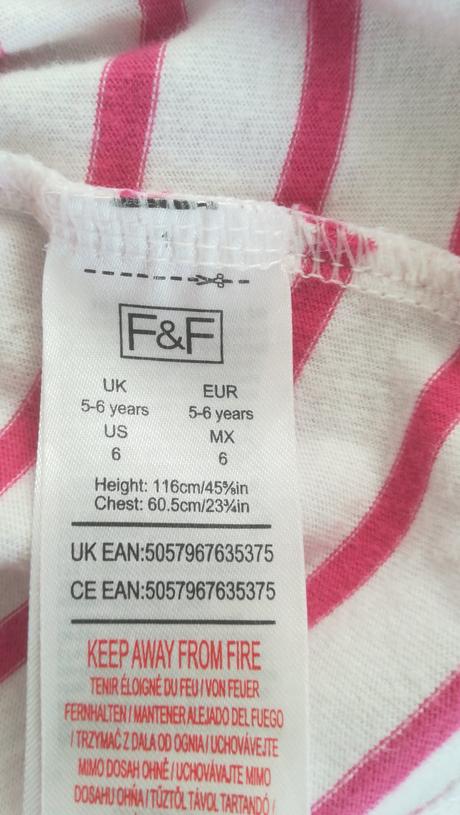 F&F
UK EUR
5-6 years 5-6 years
US MX
6 6
Height: 116cm/45⅝in
Chest: 60.5cm/23¾in
UK EAN:5057967635375
CE EAN:5057967635375
KEEP AWAY FROM FIRE
TENIR ÉLOIGNÉ DU FEU / VON FEUER
FERNHALTEN / MANTENER ALEJADO DEL FUEGO
/ TRZYMAĆ Z DALA OD OGNIA / UCHOVÁVEJTE
MIMO DOSAH OHNĚ / UCHOVÁVAJTE MIMO
DOSAHU OHŇA / TŰZTŐL TÁVOL TARTANDÓ /